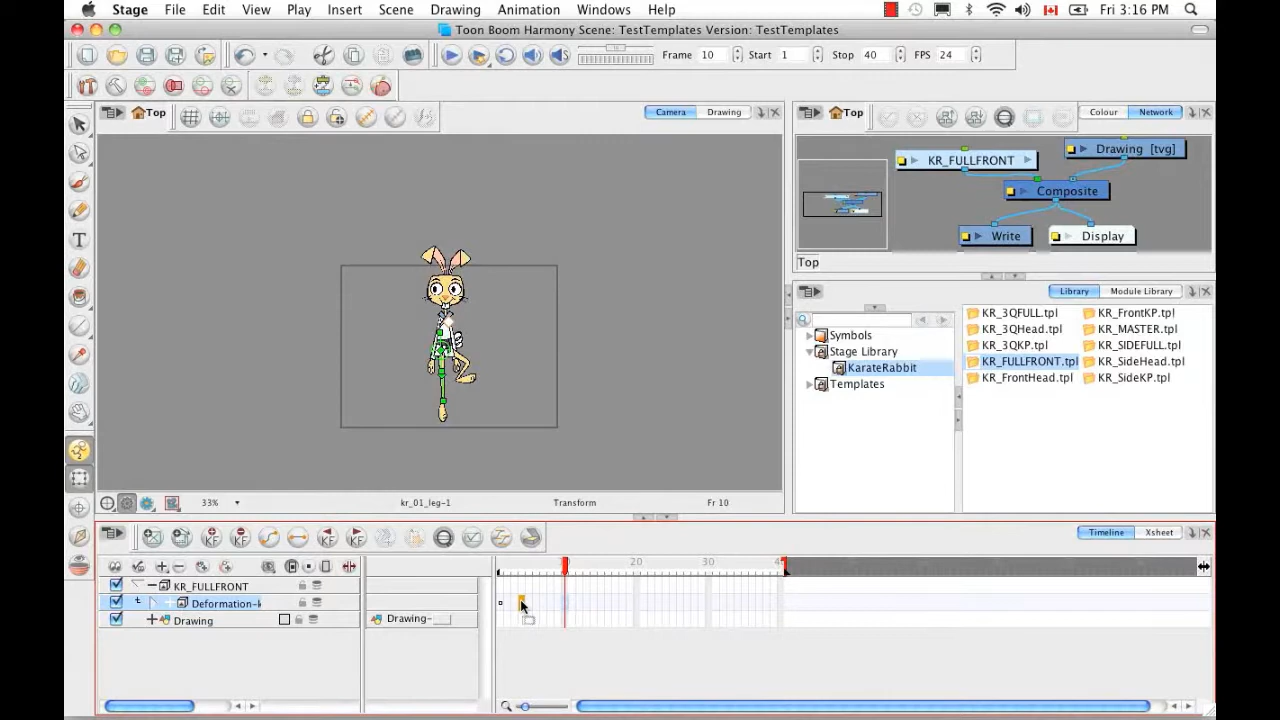 Stage File Edit View Play Insert Scene Drawing Animation Windows Help Fri 3:16 PM
Toon Boom Harmony Scene: TestTemplates Version: TestTemplates
Frame 10 Start 1 Stop 40 FPS 24
Top Camera Drawing
Top Colour Network
KR_FULLFRONT Drawing [tvg]
Composite
Write Display
Top
Library Module Library
Symbols
Stage Library
KarateRabbit
Templates
KR_3QFULL.tpl KR_FrontKP.tpl
KR_3QHead.tpl KR_MASTER.tpl
KR_3QKP.tpl KR_SIDEFULL.tpl
KR_FULLFRONT.tpl KR_SideHead.tpl
KR_FrontHead.tpl KR_SideKP.tpl
33% kr_01_leg-1 Transform Fr 10
Timeline Xsheet
20 30
KR_FULLFRONT
Deformation-k
Drawing Drawing-